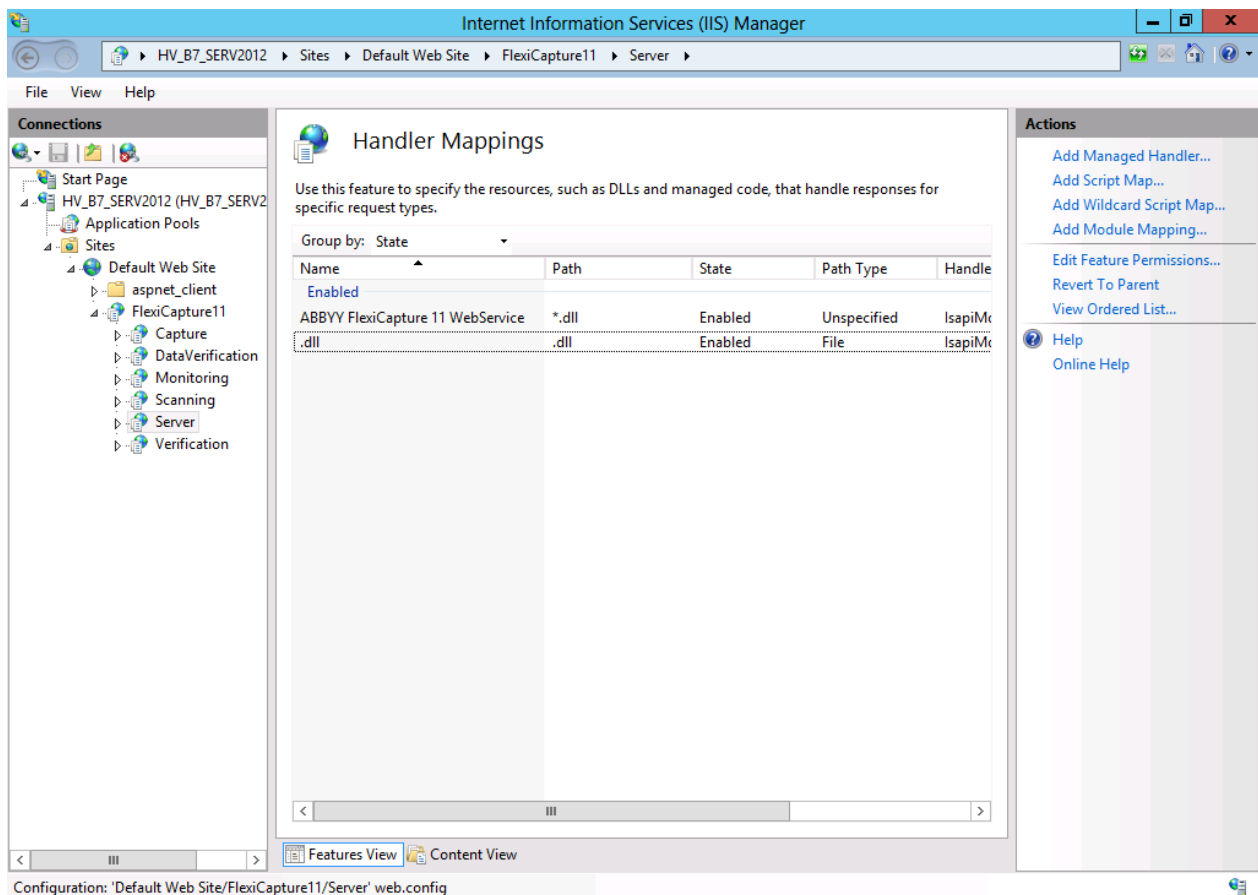 Internet Information Services (IIS) Manager
HV_B7_SERV2012 Sites Default Web Site FlexiCapture11 Server
File View Help
Connections
Start Page
HV_B7_SERV2012 (HV_B7_SERV2
Application Pools
Sites
Default Web Site
aspnet_client
FlexiCapture11
Capture
DataVerification
Monitoring
Scanning
Server
Verification
Handler Mappings
Use this feature to specify the resources, such as DLLs and managed code, that handle responses for
specific request types.
Group by: State
Name Path State Path Type Handle
Enabled
ABBYY FlexiCapture 11 WebService *.dll Enabled Unspecified IsapiMo
.dll .dll Enabled File IsapiMo
Features View Content View
Actions
Add Managed Handler...
Add Script Map...
Add Wildcard Script Map...
Add Module Mapping...
Edit Feature Permissions...
Revert To Parent
View Ordered List...
Help
Online Help
Configuration: 'Default Web Site/FlexiCapture11/Server' web.config